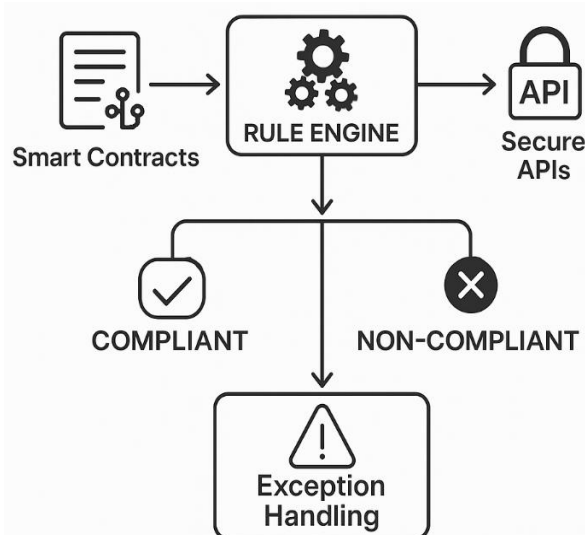 Smart Contracts
RULE ENGINE
API
Secure
APIs
COMPLIANT
NON-COMPLIANT
Exception
Handling